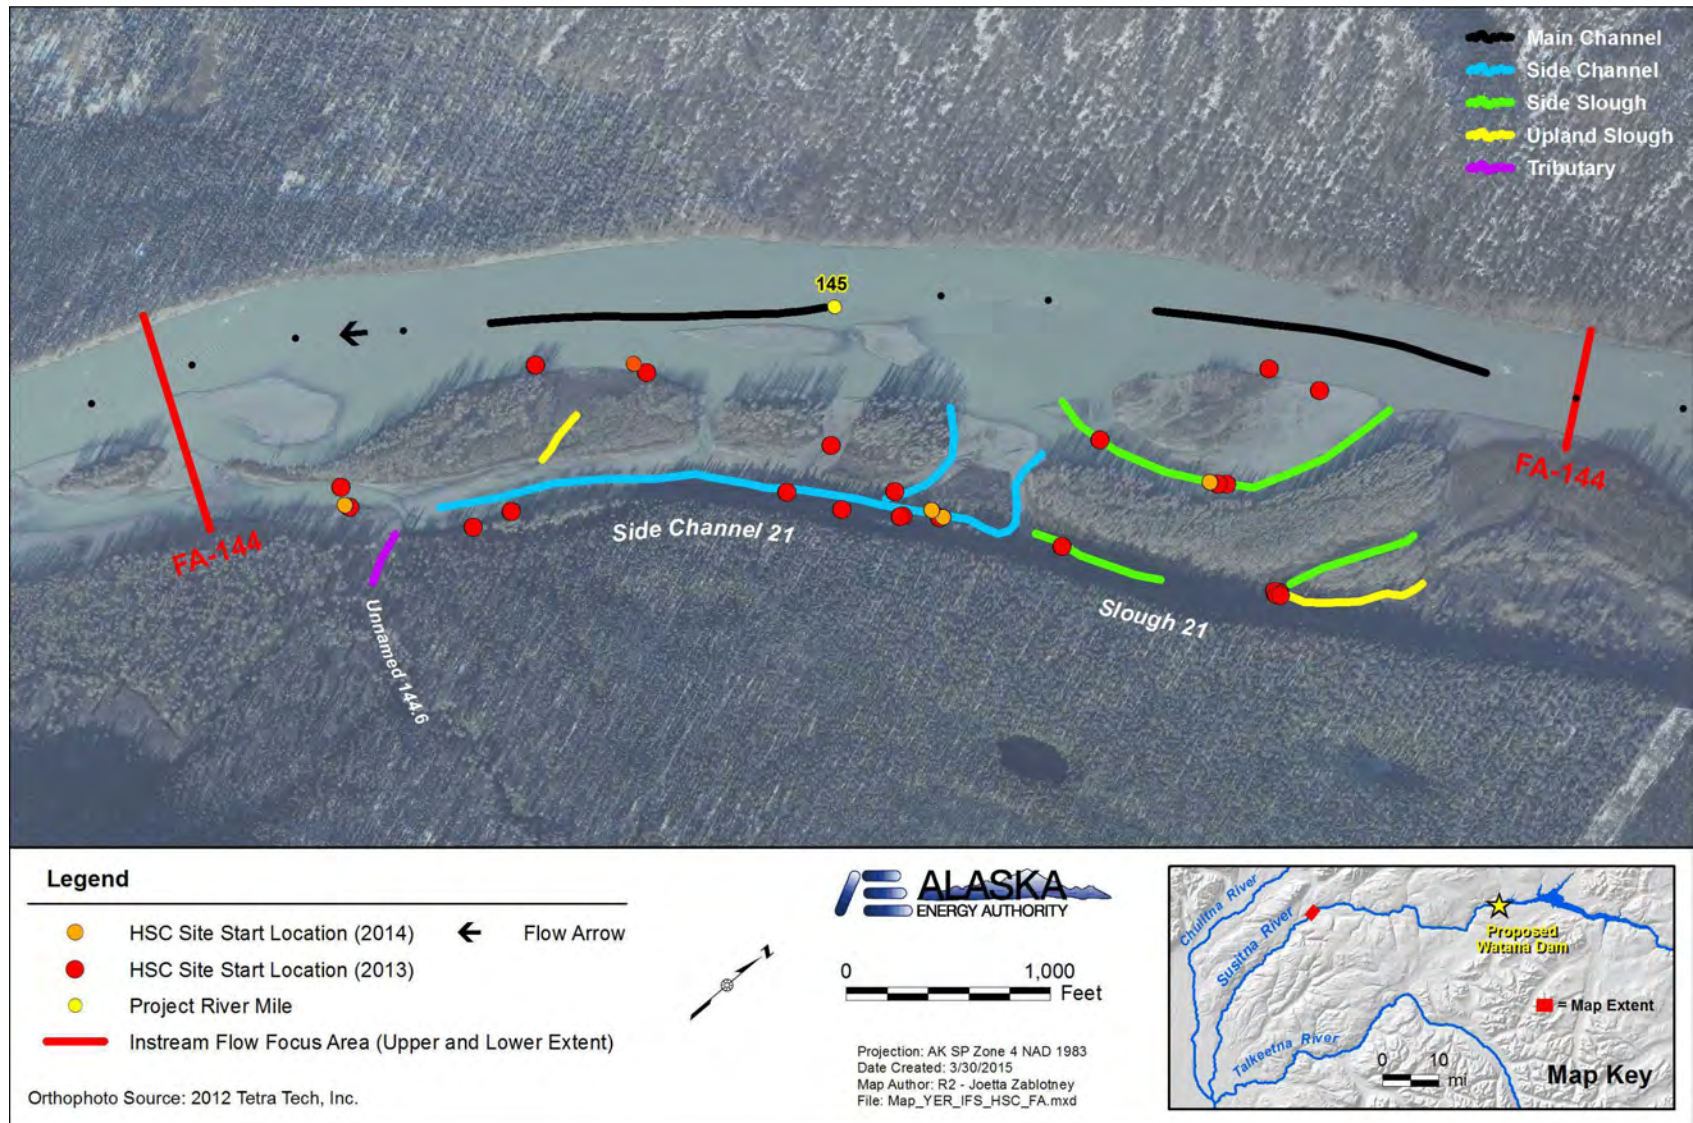 Main Channel
Side Channel
Side Slough
Upland Slough
Tributary
145
FA-144
FA-144
Side Channel 21
Slough 21
Unnamed 144.6
Legend
HSC Site Start Location (2014)
Flow Arrow
HSC Site Start Location (2013)
Project River Mile
Instream Flow Focus Area (Upper and Lower Extent)
Orthophoto Source: 2012 Tetra Tech, Inc.
N
ALASKA
ENERGY AUTHORITY
0 1,000
Feet
Projection: AK SP Zone 4 NAD 1983
Date Created: 3/30/2015
Map Author: R2 - Joetta Zablotney
File: Map_YER_IFS_HSC_FA.mxd
Chulitna River
Susitna River
Proposed
Watana Dam
= Map Extent
Talkeetna River
0 10
mi
Map Key